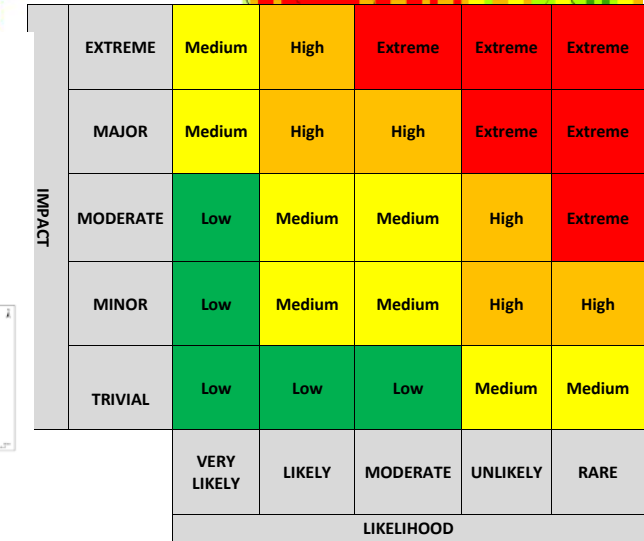 EXTREME Medium High Extreme Extreme Extreme
MAJOR Medium High High Extreme Extreme
IMPACT
MODERATE Low Medium Medium High Extreme
MINOR Low Medium Medium High High
TRIVIAL Low Low Low Medium Medium
VERY
LIKELY LIKELY MODERATE UNLIKELY RARE
LIKELIHOOD